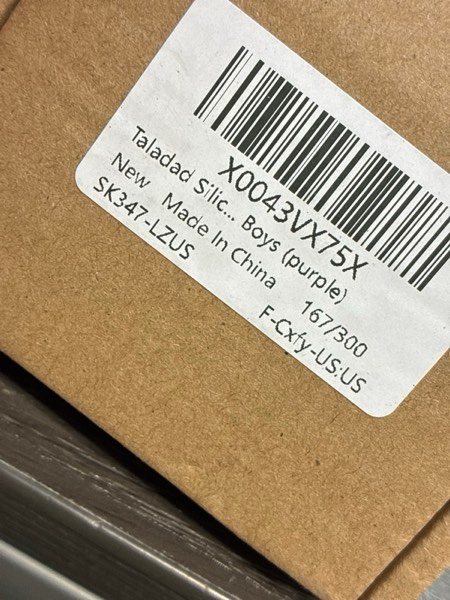 X0043VX75X
Taladad Silic... Boys (purple)
New Made In China 167/300
SK347-LZUS F-Cxfy-US:US